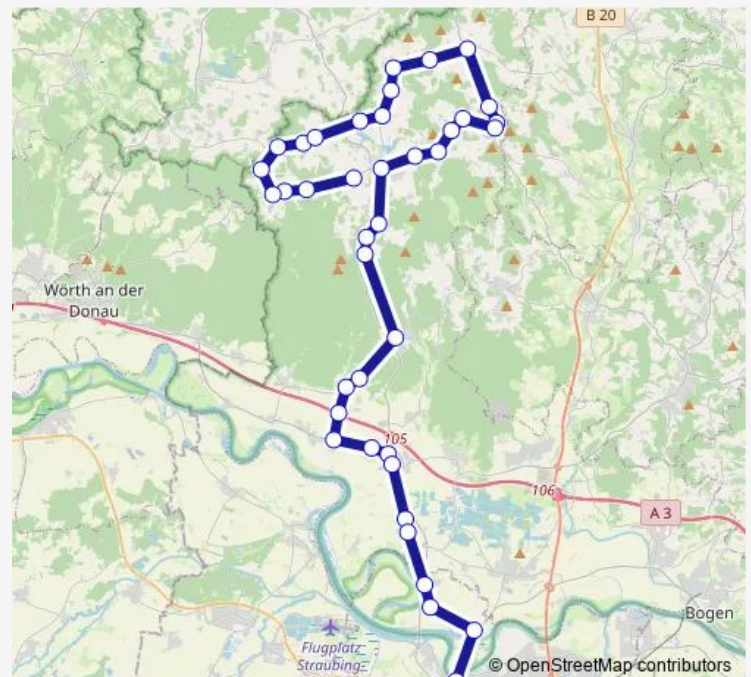 B 20
Wörth an der
Donau
105
106
A 3
Bogen
Flugplatz
Straubing
© OpenStreetMap contributors